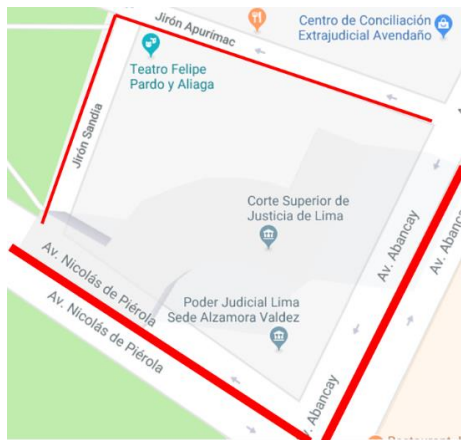 Jirón Apurímac
Centro de Conciliación
Extrajudicial Avendaño
Teatro Felipe
Pardo y Aliaga
Jirón Sandia
Corte Superior de
Justicia de Lima
Av. Abancay
Av. Abancay
Av. Nicolás de Piérola
Av. Nicolás de Piérola
Poder Judicial Lima
Sede Alzamora Valdez
Av. Abancay